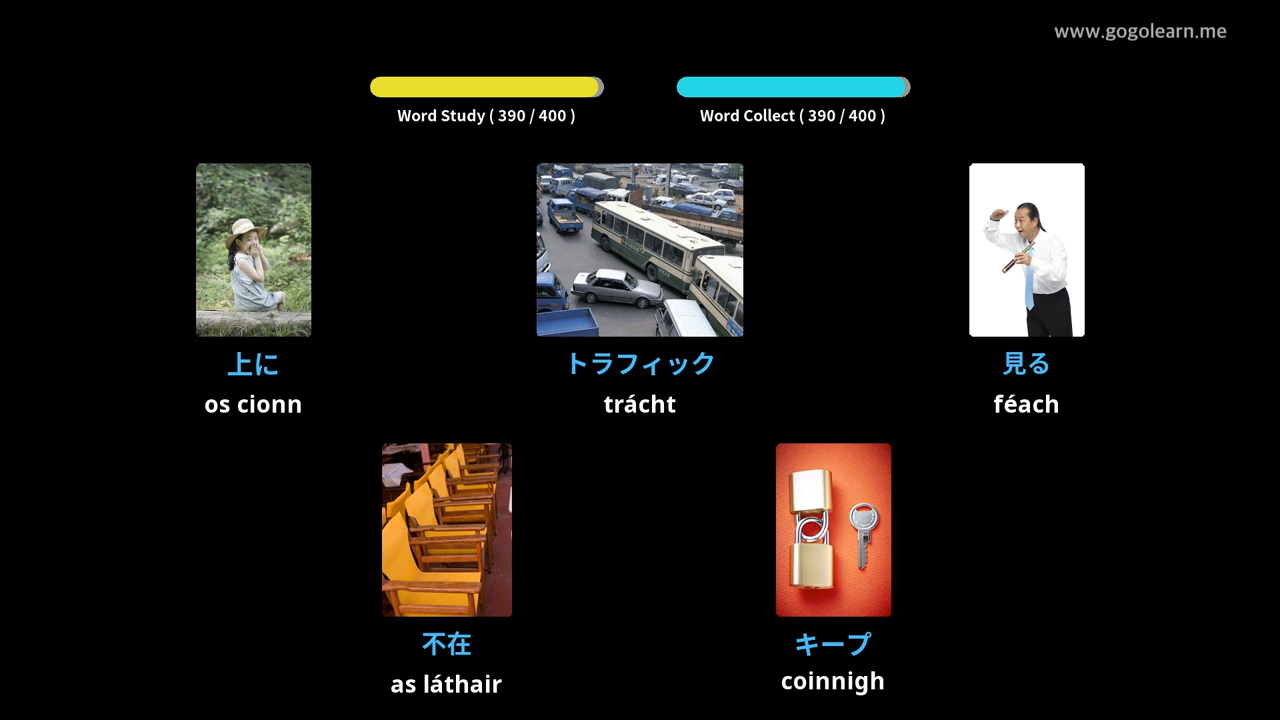 www.gogolearn.me
Word Study ( 390 / 400 )
Word Collect ( 390 / 400 )
上に
トラフィック
見る
os cionn
trácht
féach
不在
キープ
as láthair
coinnigh